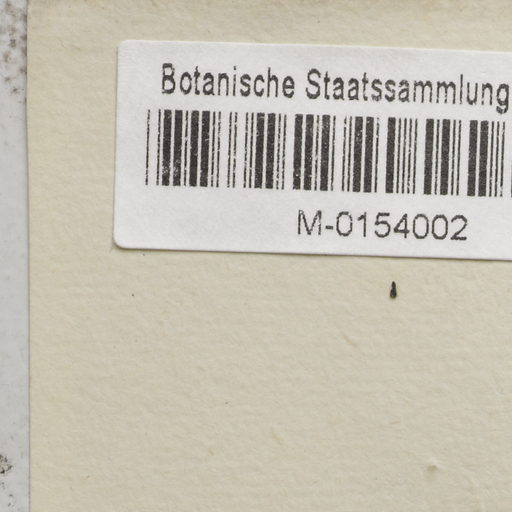 Botanische Staatssammlung
M-0154002